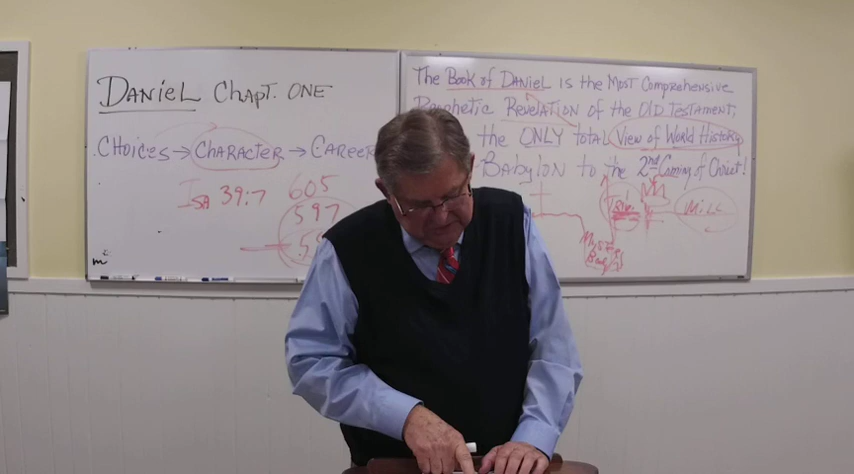 DANIEL Chapt. ONE
CHOICES → CHARACTER → CAREER
ISA 39:7
605
597
The Book of DANIEL is the Most Comprehensive
Prophetic Revelation of the Old Testament;
the ONLY total View of World History
Babylon to the 2nd Coming of Christ!